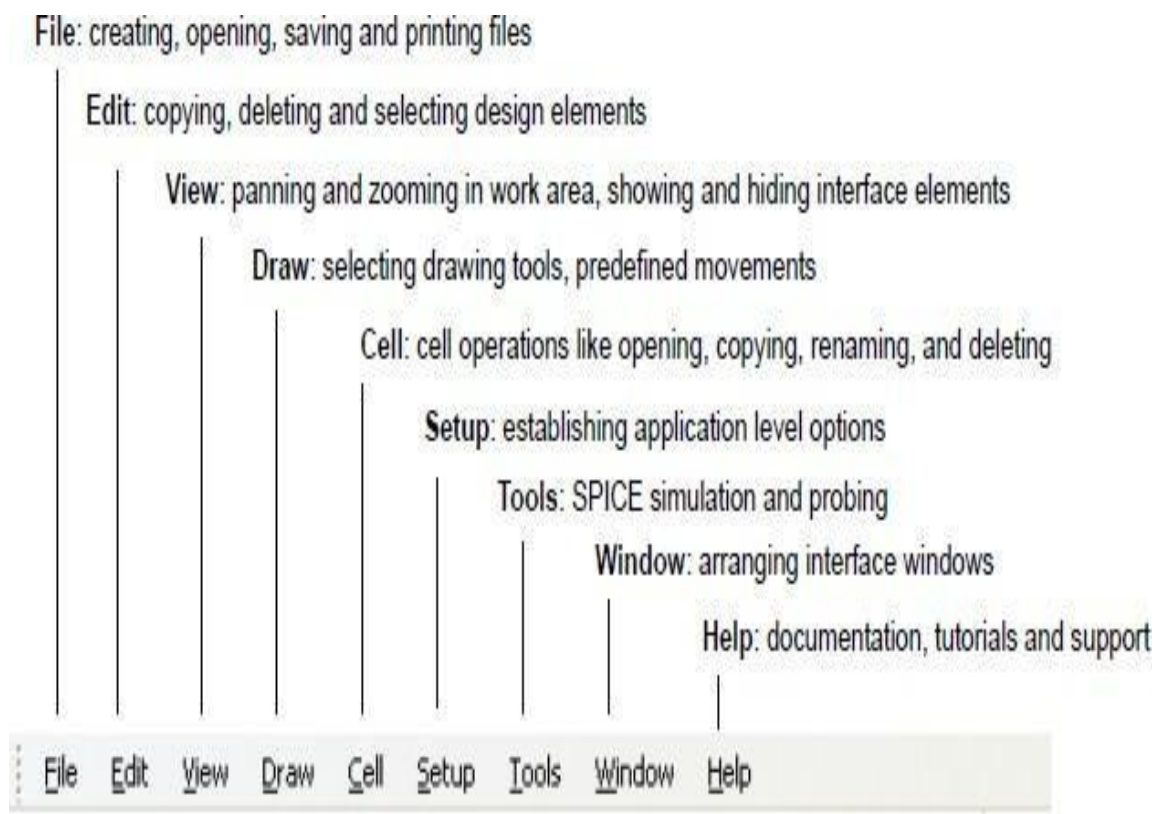 File: creating, opening, saving and printing files
Edit: copying, deleting and selecting design elements
View: panning and zooming in work area, showing and hiding interface elements
Draw: selecting drawing tools, predefined movements
Cell: cell operations like opening, copying, renaming, and deleting
Setup: establishing application level options
Tools: SPICE simulation and probing
Window: arranging interface windows
Help: documentation, tutorials and support
File Edit View Draw Cell Setup Tools Window Help